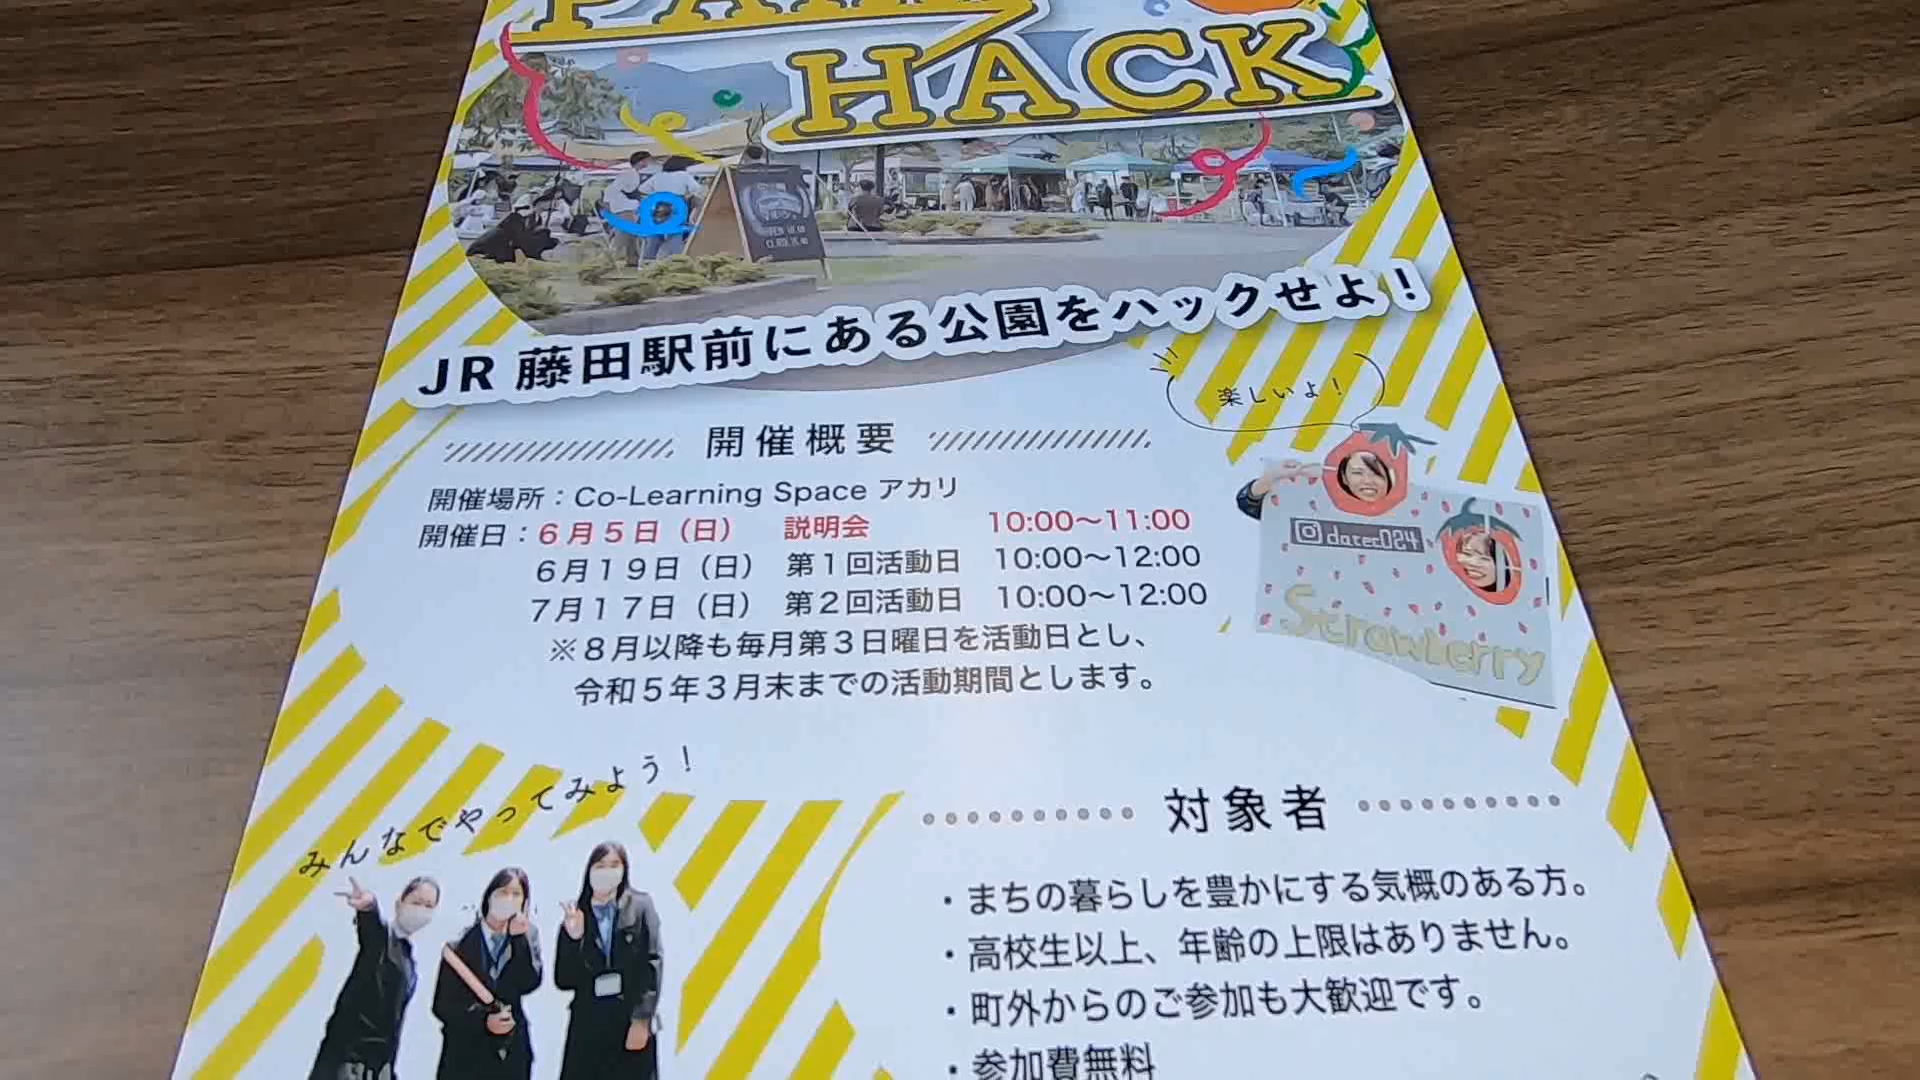 HACK
JR 藤田駅前にある公園をハックせよ!
楽しいよ!
開催概要
開催場所：Co-Learning Space アカリ
開催日：６月５日（日） 説明会 10:00〜11:00
６月１９日（日） 第１回活動日 10:00〜12:00
７月１７日（日） 第２回活動日 10:00〜12:00
※８月以降も毎月第３日曜日を活動日とし、
令和５年３月末までの活動期間とします。
datec024
Strawberry
みんなでやってみよう!
対象者
・まちの暮らしを豊かにする気概のある方。
・高校生以上、年齢の上限はありません。
・町外からのご参加も大歓迎です。
・参加費無料